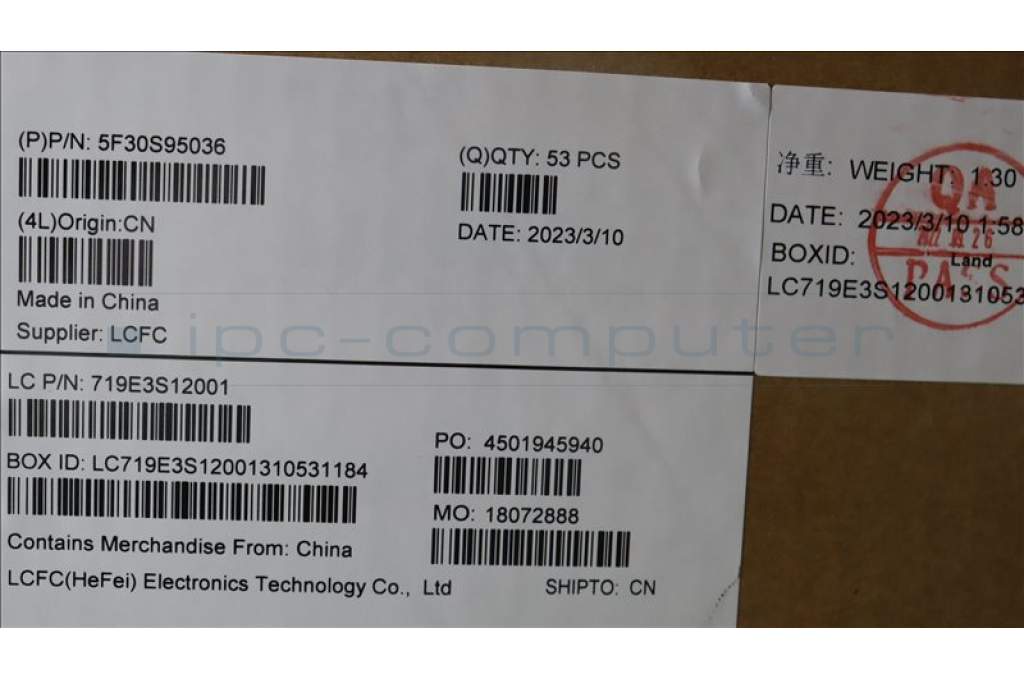 (P)P/N: 5F30S95036
(Q)QTY: 53 PCS
(4L)Origin:CN
DATE: 2023/3/10
Made in China
Supplier: LCFC
净重: WEIGHT: 1.30
DATE: 2023/3/10 1:58
BOXID: Land
LC719E3S1200131053
QA
26
PASS
ipc-computer
LC P/N: 719E3S12001
PO: 4501945940
BOX ID: LC719E3S12001310531184
MO: 18072888
Contains Merchandise From: China
LCFC(HeFei) Electronics Technology Co., Ltd SHIPTO: CN